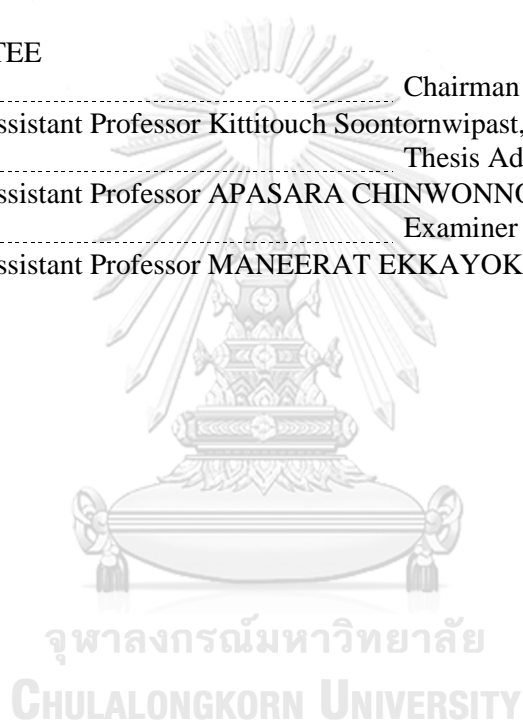 TEE
Chairman
ssistant Professor Kittitouch Soontornwipast,
Thesis Ad
ssistant Professor APASARA CHINWONNO
Examiner
ssistant Professor MANEERAT EKKAYOK
จุฬาลงกรณ์มหาวิทยาลัย
CHULALONGKORN UNIVERSITY